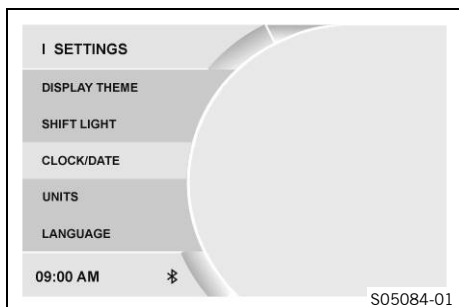 I SETTINGS
DISPLAY THEME
SHIFT LIGHT
CLOCK/DATE
UNITS
LANGUAGE
09:00 AM
S05084-01